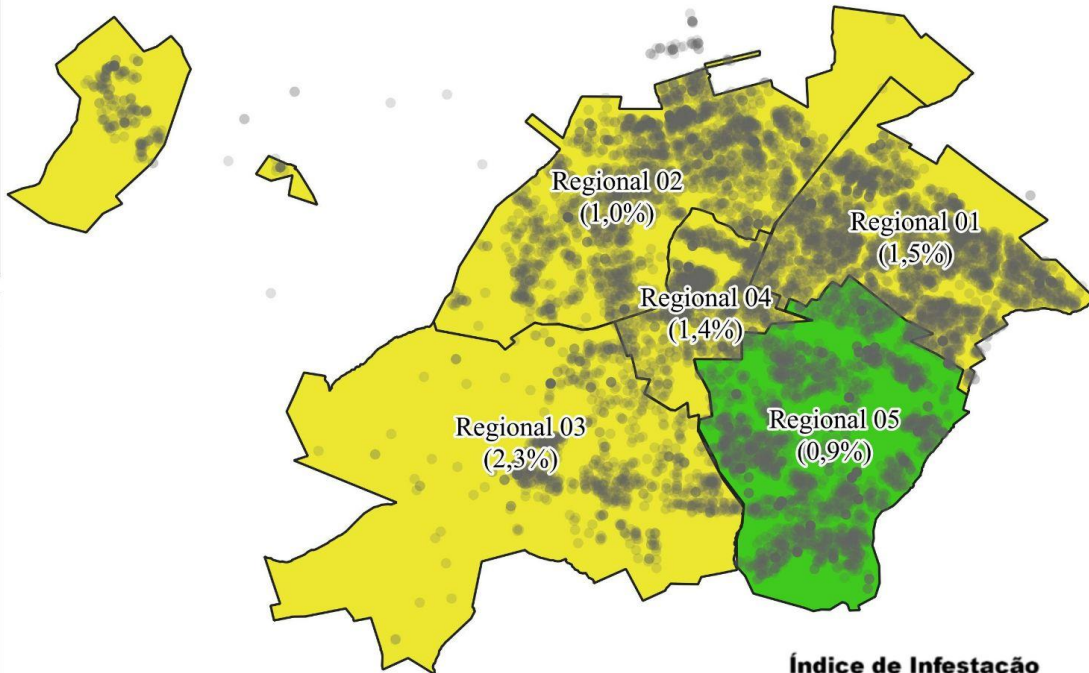 Regional 02
(1,0%)
Regional 01
(1,5%)
Regional 04
(1,4%)
Regional 03
(2,3%)
Regional 05
(0,9%)
Índice de Infestação